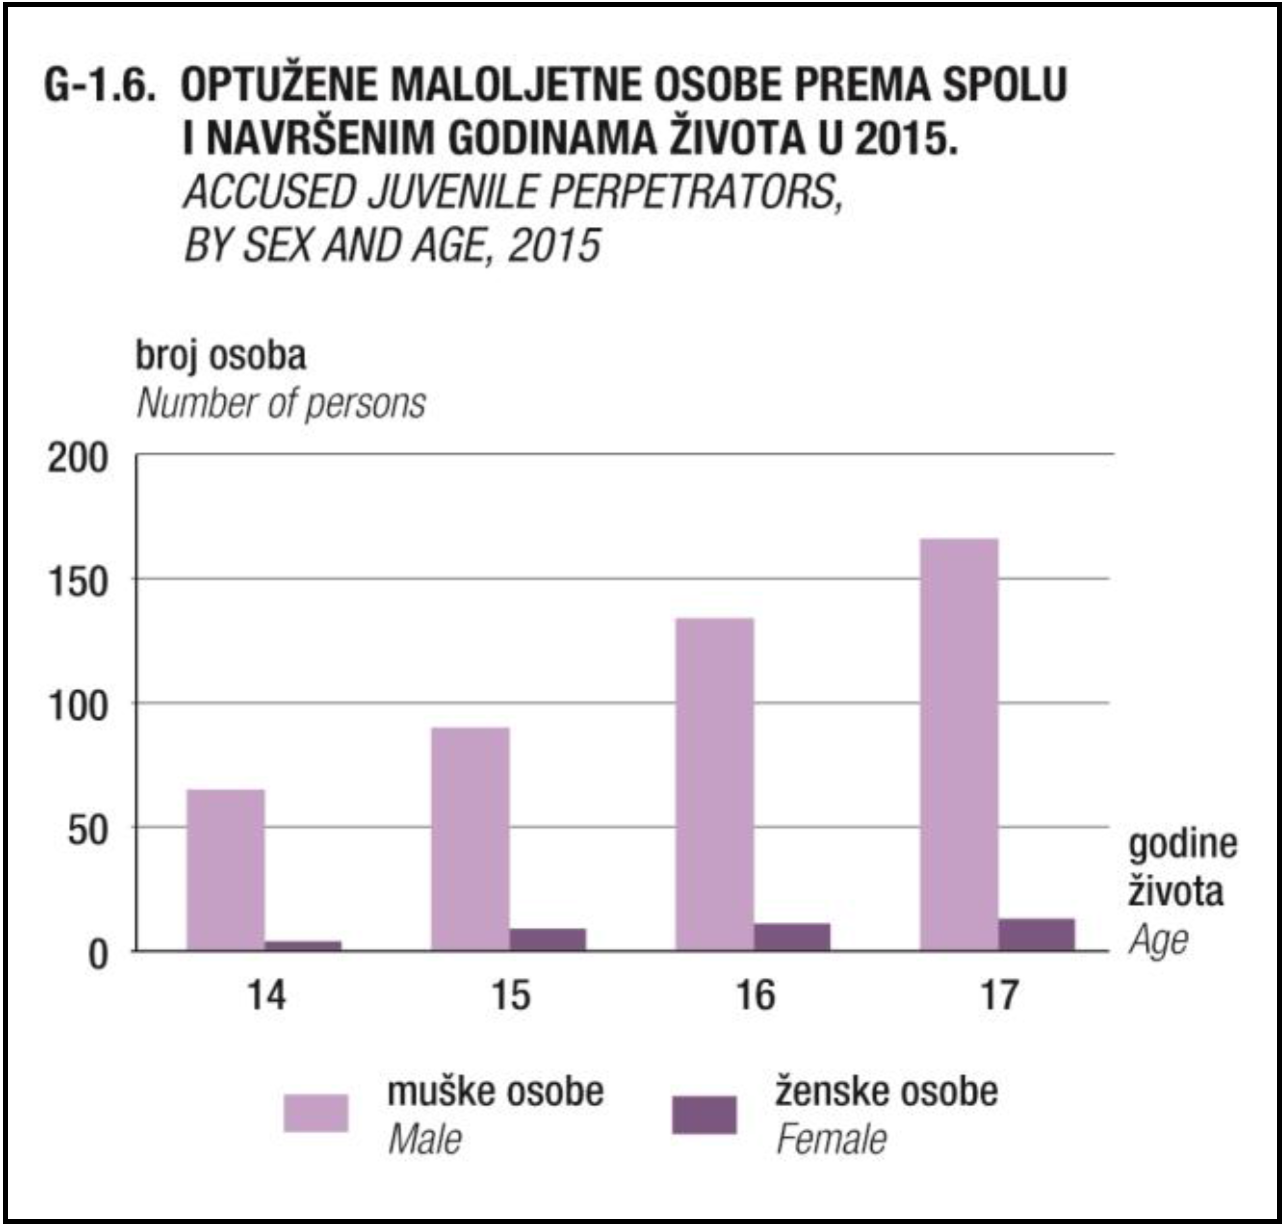 G-1.6. OPTUŽENE MALOLJETNE OSOBE PREMA SPOLU
I NAVRŠENIM GODINAMA ŽIVOTA U 2015.
ACCUSED JUVENILE PERPETRATORS,
BY SEX AND AGE, 2015
broj osoba
Number of persons
200
150
100
50
0
14 15 16 17
godine
života
Age
muške osobe
Male
ženske osobe
Female